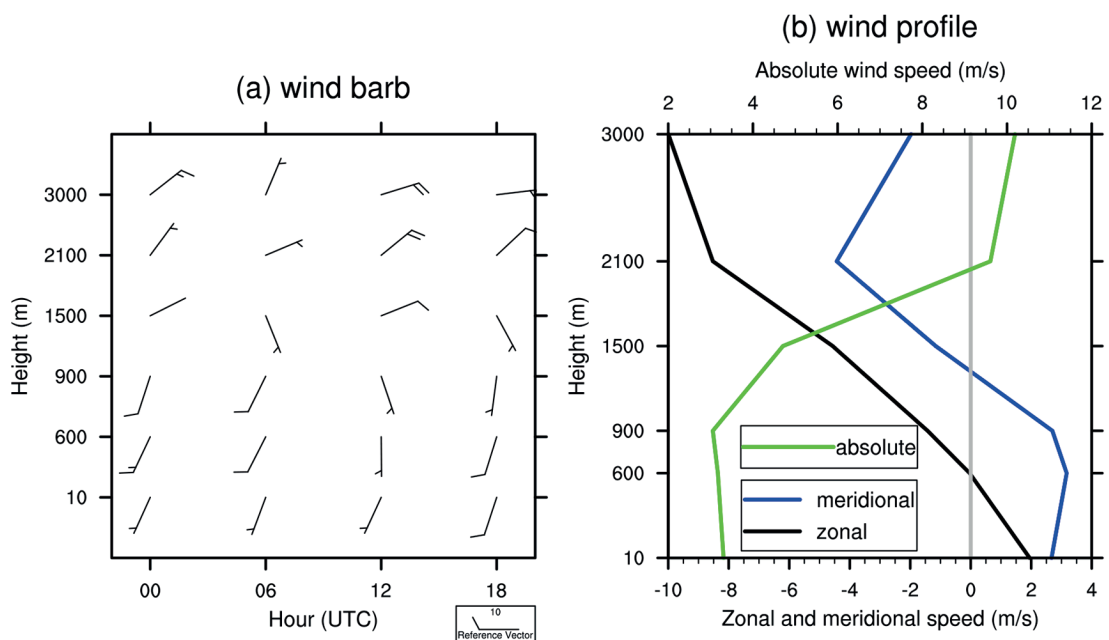 (a) wind barb
3000
2100
1500
900
600
10
Height (m)
00 06 12 18
Hour (UTC)
10
Reference Vector
(b) wind profile
Absolute wind speed (m/s)
2 4 6 8 10 12
3000
2100
1500
900
600
10
Height (m)
absolute
meridional
zonal
-10 -8 -6 -4 -2 0 2 4
Zonal and meridional speed (m/s)